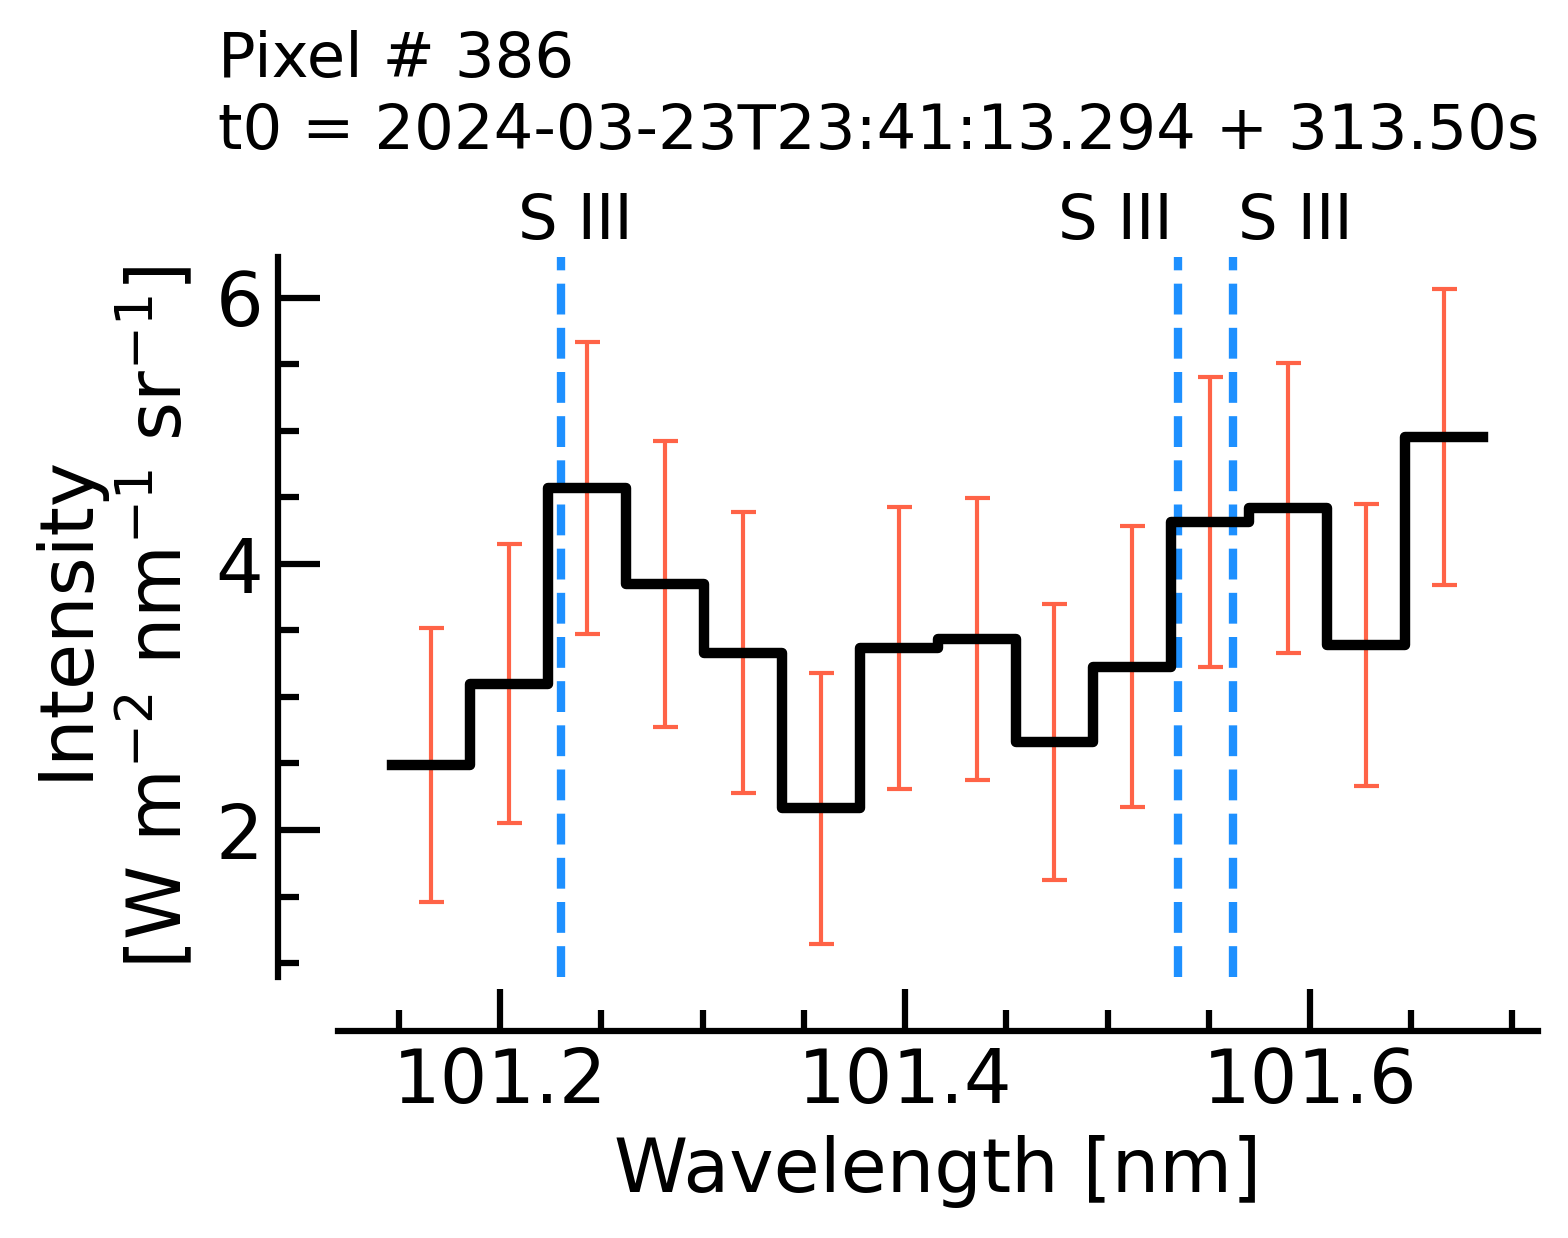 Pixel # 386
t0 = 2024-03-23T23:41:13.294 + 313.50s
S III S III S III
Intensity
[W m⁻² nm⁻¹ sr⁻¹]
6
4
2
101.2 101.4 101.6
Wavelength [nm]